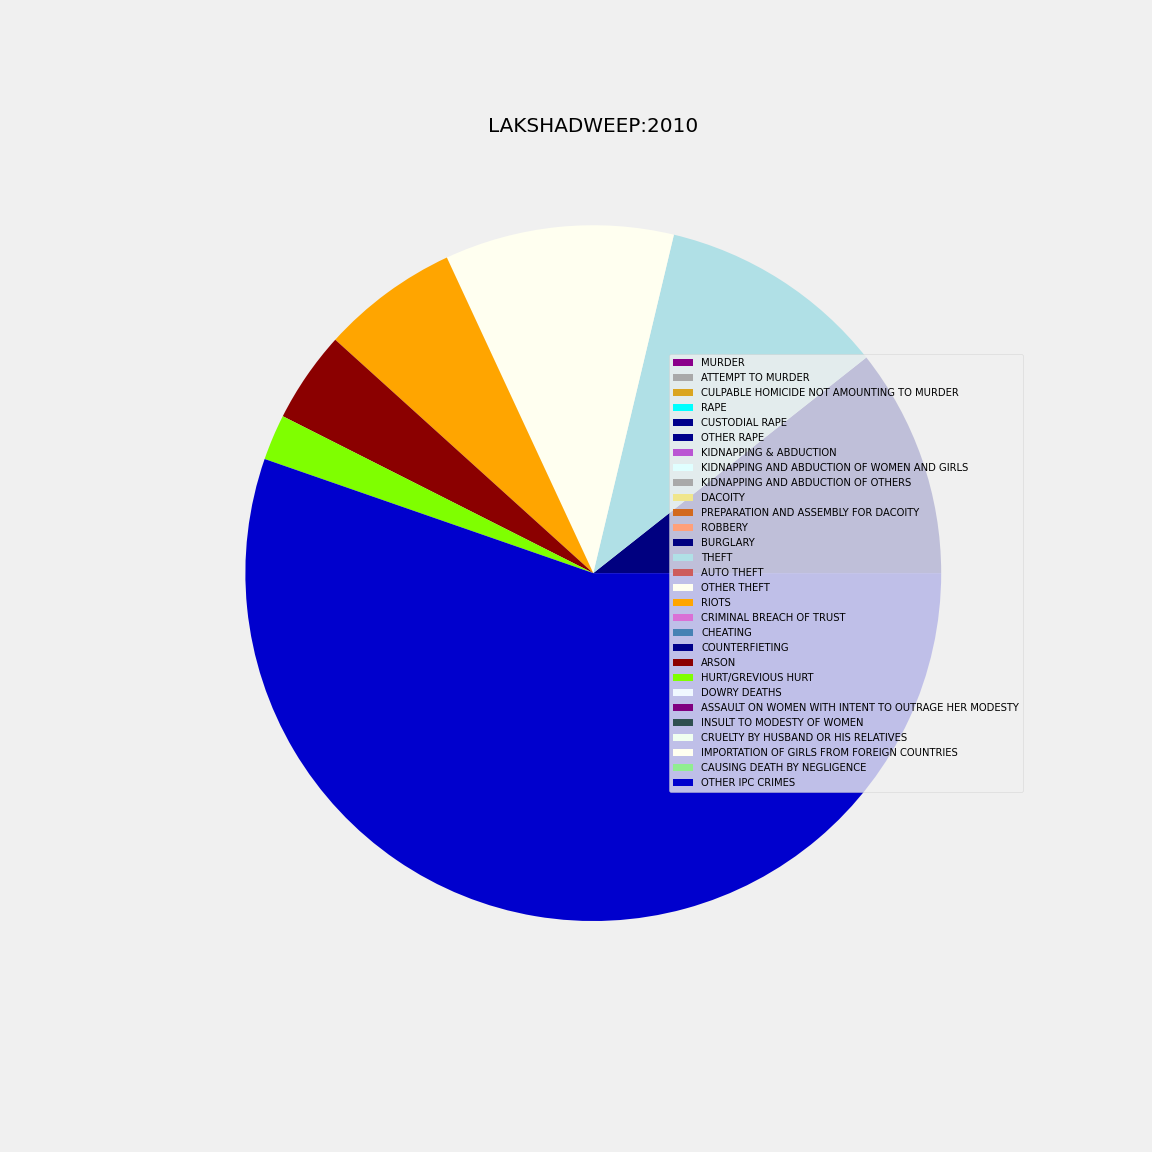 LAKSHADWEEP:2010
MURDER
ATTEMPT TO MURDER
CULPABLE HOMICIDE NOT AMOUNTING TO MURDER
RAPE
CUSTODIAL RAPE
OTHER RAPE
KIDNAPPING & ABDUCTION
KIDNAPPING AND ABDUCTION OF WOMEN AND GIRLS
KIDNAPPING AND ABDUCTION OF OTHERS
DACOITY
PREPARATION AND ASSEMBLY FOR DACOITY
ROBBERY
BURGLARY
THEFT
AUTO THEFT
OTHER THEFT
RIOTS
CRIMINAL BREACH OF TRUST
CHEATING
COUNTERFIETING
ARSON
HURT/GREVIOUS HURT
DOWRY DEATHS
ASSAULT ON WOMEN WITH INTENT TO OUTRAGE HER MODESTY
INSULT TO MODESTY OF WOMEN
CRUELTY BY HUSBAND OR HIS RELATIVES
IMPORTATION OF GIRLS FROM FOREIGN COUNTRIES
CAUSING DEATH BY NEGLIGENCE
OTHER IPC CRIMES